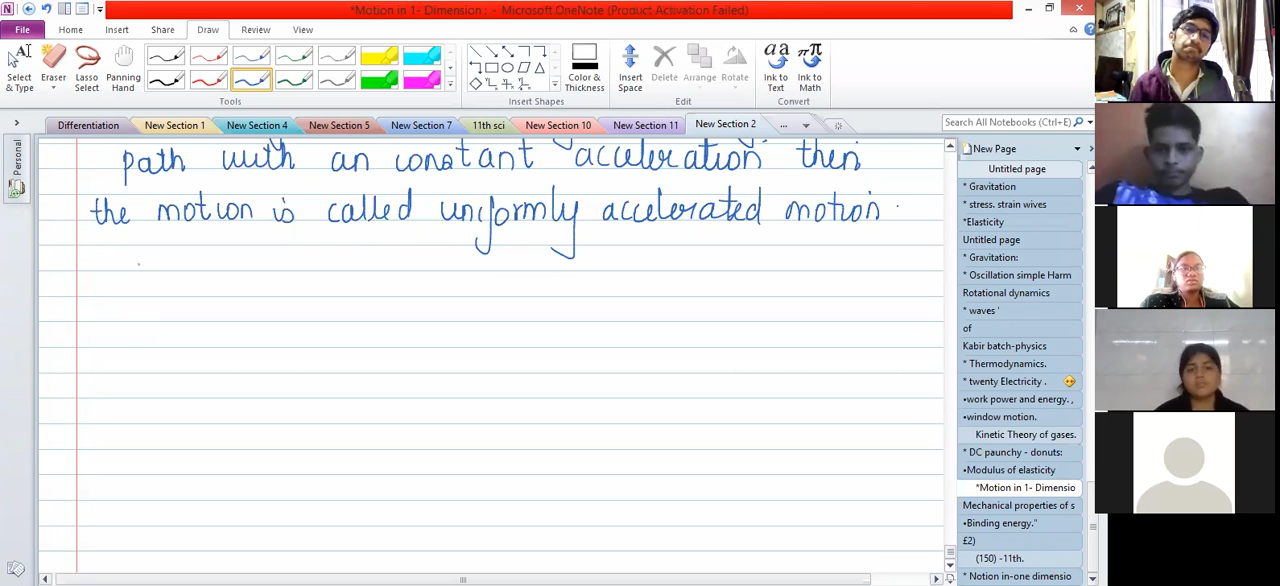 *Motion in 1- Dimension : - Microsoft OneNote (Product Activation Failed)
File Home Insert Share Draw Review View
Select & Type
Eraser
Lasso Select
Panning Hand
Color & Thickness
Insert Space
Delete
Arrange
Rotate
Ink to Text
Ink to Math
Tools
Insert Shapes
Edit
Convert
Differentiation New Section 1 New Section 4 New Section 5 New Section 7 11th sci New Section 10 New Section 11 New Section 2 ...
Search All Notebooks (Ctrl+E)
Personal
path with an constant acceleration then
the motion is called uniformly accelerated motion.
New Page
Untitled page
* Gravitation
* stress. strain wives
*Elasticity
Untitled page
* Gravitation:
* Oscillation simple Harm
Rotational dynamics
* waves '
of
Kabir batch-physics
* Thermodynamics.
* twenty Electricity .
•work power and energy. ,
•window motion.
Kinetic Theory of gases.
* DC paunchy - donuts:
•Modulus of elasticity
*Motion in 1- Dimensio
Mechanical properties of s
•Binding energy."
£2)
(150) -11th.
* Notion in-one dimensio